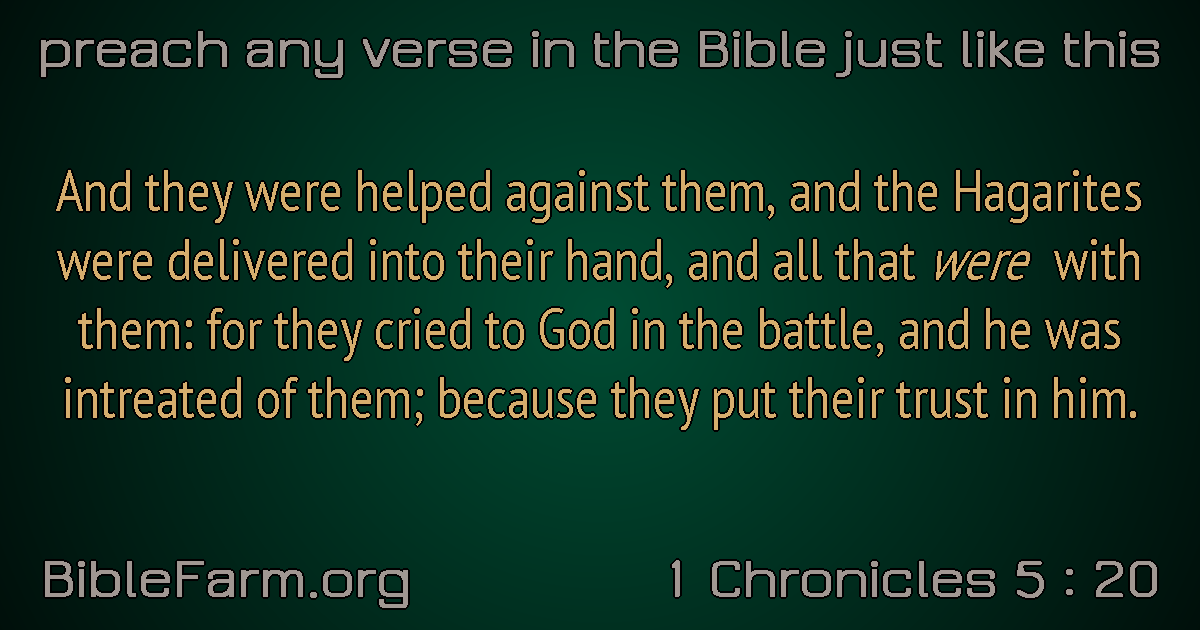 preach any verse in the Bible just like this
And they were helped against them, and the Hagarites
were delivered into their hand, and all that were with
them: for they cried to God in the battle, and he was
intreated of them; because they put their trust in him.
BibleFarm.org
1 Chronicles 5 : 20